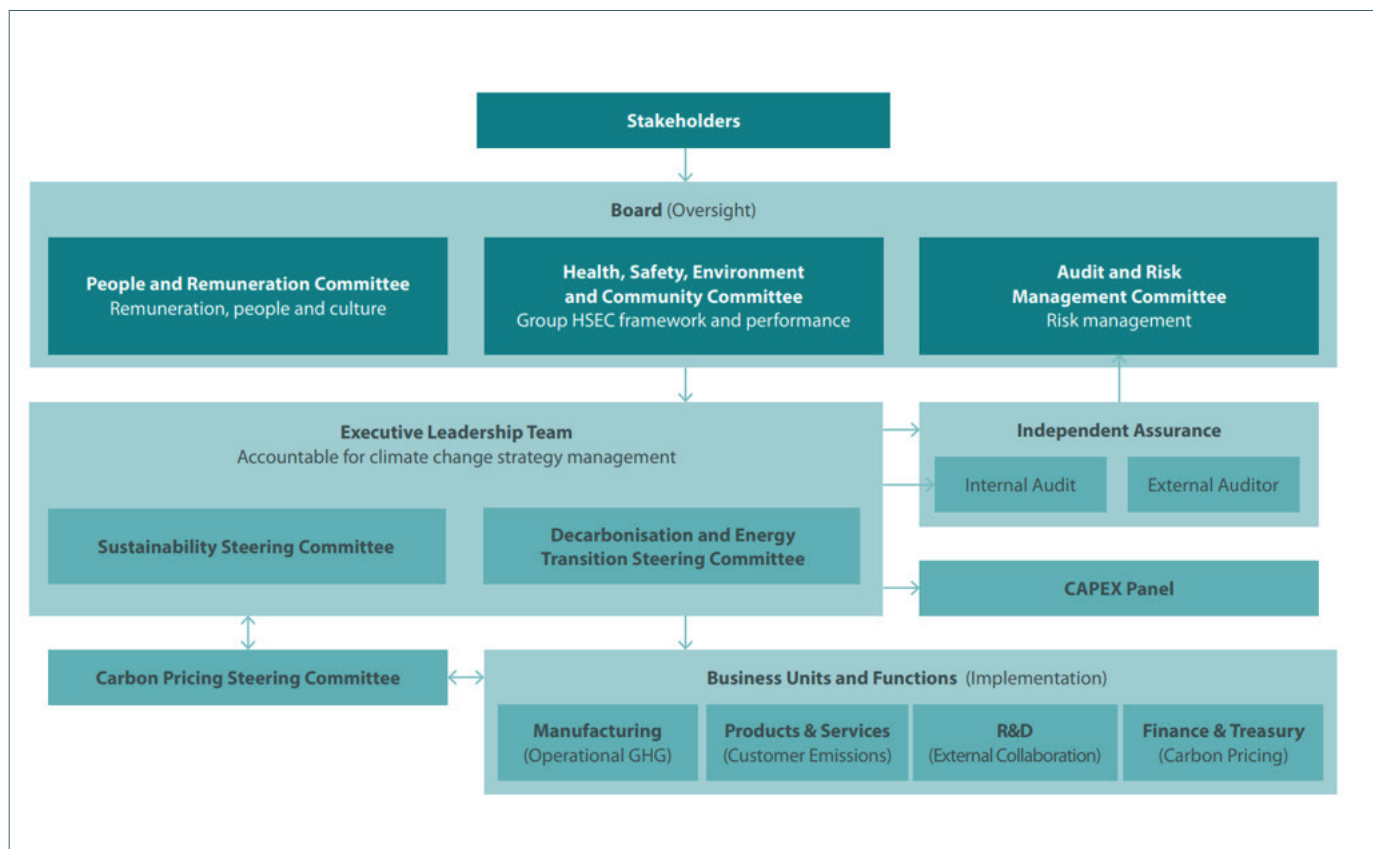 Stakeholders
Board (Oversight)
People and Remuneration Committee
Remuneration, people and culture
Health, Safety, Environment
and Community Committee
Group HSEC framework and performance
Audit and Risk
Management Committee
Risk management
Executive Leadership Team
Accountable for climate change strategy management
Sustainability Steering Committee
Decarbonisation and Energy
Transition Steering Committee
Independent Assurance
Internal Audit
External Auditor
CAPEX Panel
Carbon Pricing Steering Committee
Business Units and Functions (Implementation)
Manufacturing
(Operational GHG)
Products & Services
(Customer Emissions)
R&D
(External Collaboration)
Finance & Treasury
(Carbon Pricing)